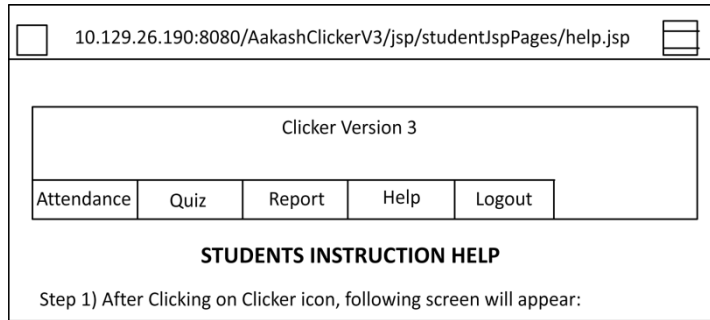 10.129.26.190:8080/AakashClickerV3/jsp/studentJspPages/help.jsp
Clicker Version 3
Attendance Quiz Report Help Logout
STUDENTS INSTRUCTION HELP
Step 1) After Clicking on Clicker icon, following screen will appear: